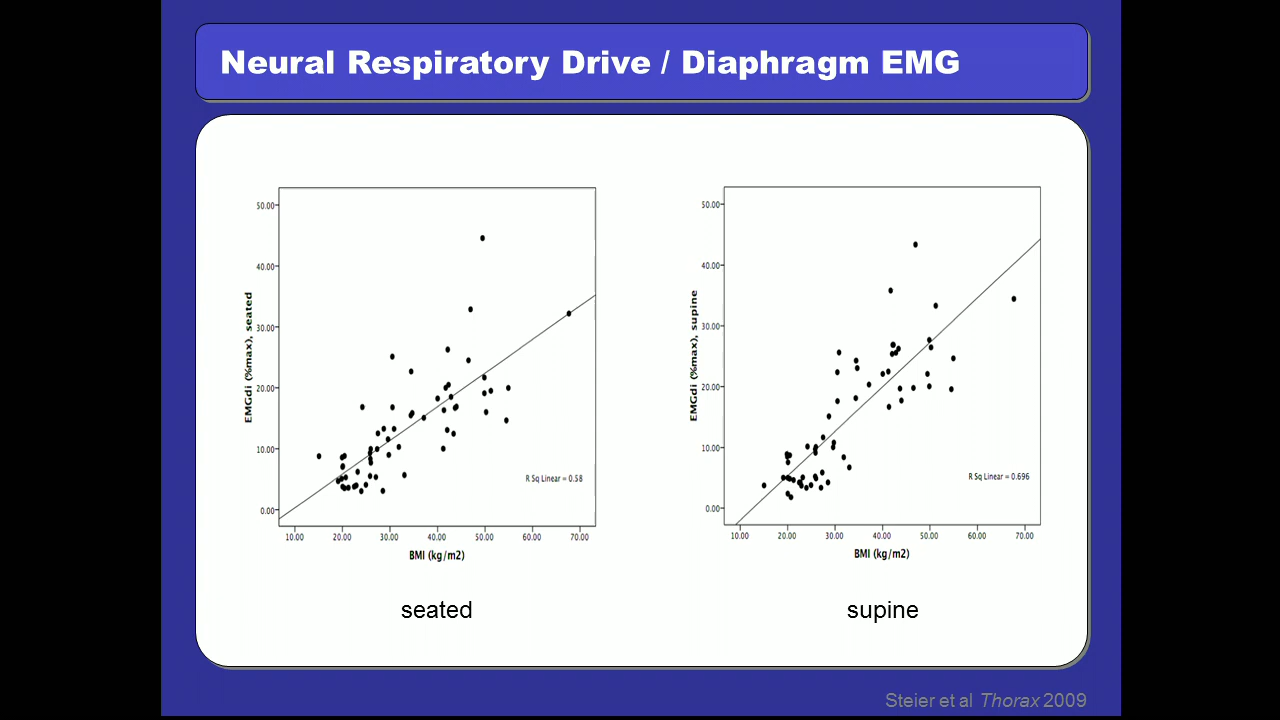 Neural Respiratory Drive / Diaphragm EMG
EMGdi (%max), seated
50.00
40.00
30.00
20.00
10.00
0.00
R Sq Linear = 0.58
10.00 20.00 30.00 40.00 50.00 60.00 70.00
BMI (kg/m2)
seated
EMGdi (%max), supine
50.00
40.00
30.00
20.00
10.00
0.00
R Sq Linear = 0.696
10.00 20.00 30.00 40.00 50.00 60.00 70.00
BMI (kg/m2)
supine
Steier et al Thorax 2009